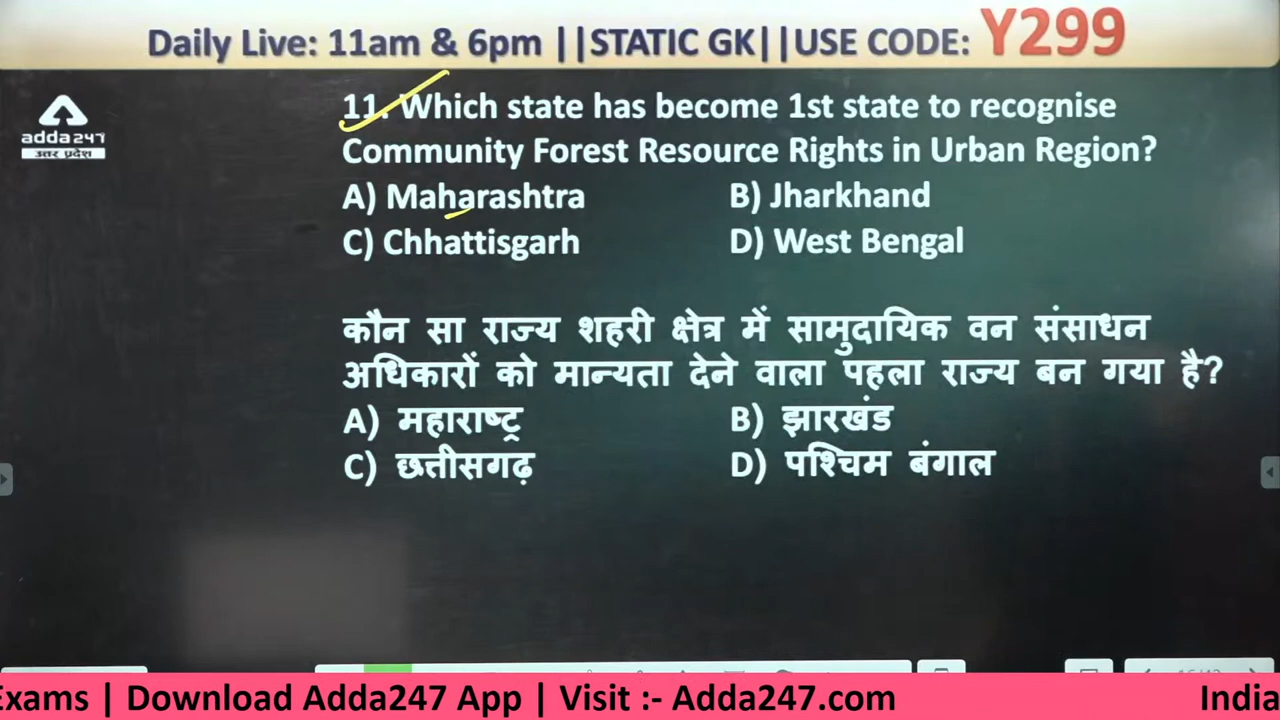 Daily Live: 11am & 6pm ||STATIC GK||USE CODE: Y299
adda247
उत्तर प्रदेश
11. Which state has become 1st state to recognise
Community Forest Resource Rights in Urban Region?
A) Maharashtra B) Jharkhand
C) Chhattisgarh D) West Bengal
कौन सा राज्य शहरी क्षेत्र में सामुदायिक वन संसाधन
अधिकारों को मान्यता देने वाला पहला राज्य बन गया है?
A) महाराष्ट्र B) झारखंड
C) छत्तीसगढ़ D) पश्चिम बंगाल
Exams | Download Adda247 App | Visit :- Adda247.com India